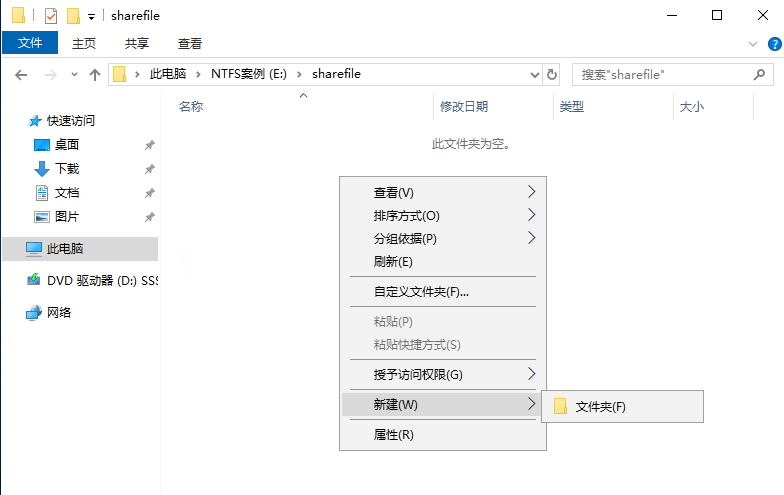 sharefile
文件 主页 共享 查看
此电脑 NTFS案例 (E:) sharefile 搜索"sharefile"
名称 修改日期 类型 大小
此文件夹为空。
快速访问
桌面
下载
文档
图片
此电脑
DVD 驱动器 (D:) SSS
网络
查看(V)
排序方式(O)
分组依据(P)
刷新(E)
自定义文件夹(F)...
粘贴(P)
粘贴快捷方式(S)
授予访问权限(G)
新建(W)
文件夹(F)
属性(R)